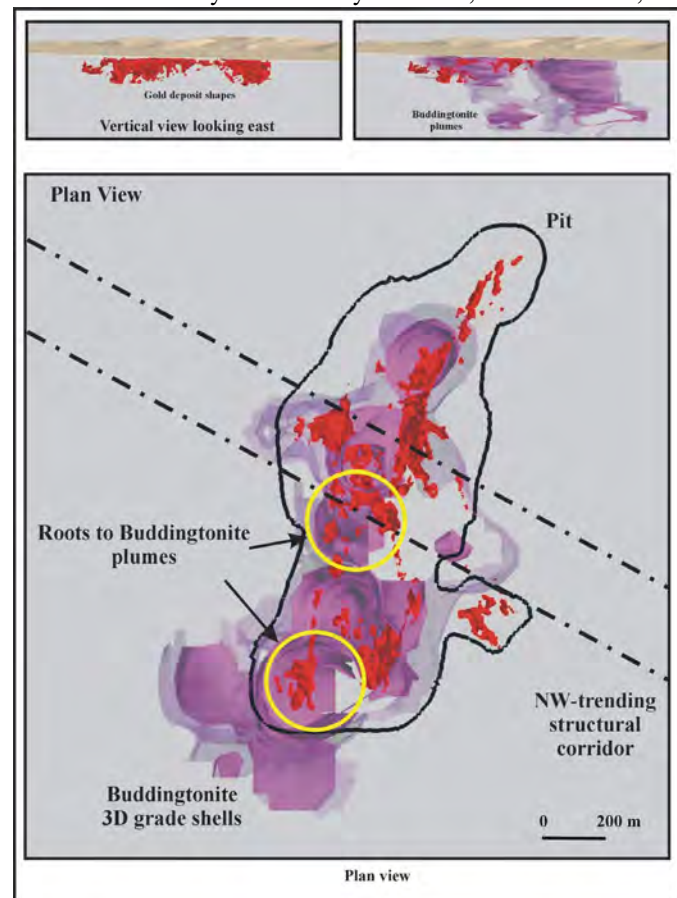 Gold deposit shapes
Vertical view looking east
Buddingtonite
plumes
Plan View
Pit
Roots to Buddingtonite
plumes
NW-trending
structural
corridor
Buddingtonite
3D grade shells
0 200 m
Plan view